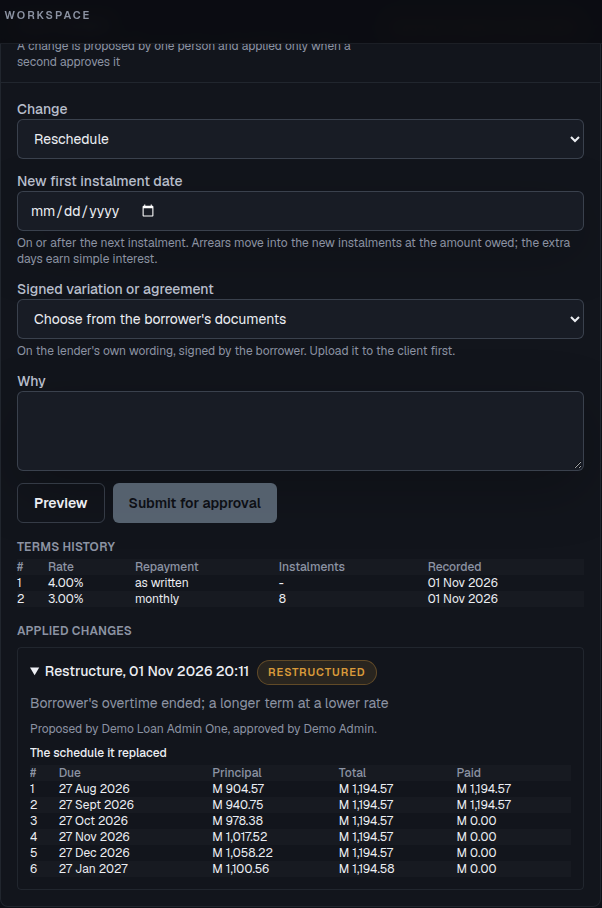 WORKSPACE
A change is proposed by one person and applied only when a
second approves it
Change
Reschedule
New first instalment date
mm/dd/yyyy
On or after the next instalment. Arrears move into the new instalments at the amount owed; the extra
days earn simple interest.
Signed variation or agreement
Choose from the borrower's documents
On the lender's own wording, signed by the borrower. Upload it to the client first.
Why
Preview Submit for approval
TERMS HISTORY
# Rate Repayment Instalments Recorded
1 4.00% as written - 01 Nov 2026
2 3.00% monthly 8 01 Nov 2026
APPLIED CHANGES
▼ Restructure, 01 Nov 2026 20:11 RESTRUCTURED
Borrower's overtime ended; a longer term at a lower rate
Proposed by Demo Loan Admin One, approved by Demo Admin.
The schedule it replaced
# Due Principal Total Paid
1 27 Aug 2026 M 904.57 M 1,194.57 M 1,194.57
2 27 Sept 2026 M 940.75 M 1,194.57 M 1,194.57
3 27 Oct 2026 M 978.38 M 1,194.57 M 0.00
4 27 Nov 2026 M 1,017.52 M 1,194.57 M 0.00
5 27 Dec 2026 M 1,058.22 M 1,194.57 M 0.00
6 27 Jan 2027 M 1,100.56 M 1,194.58 M 0.00